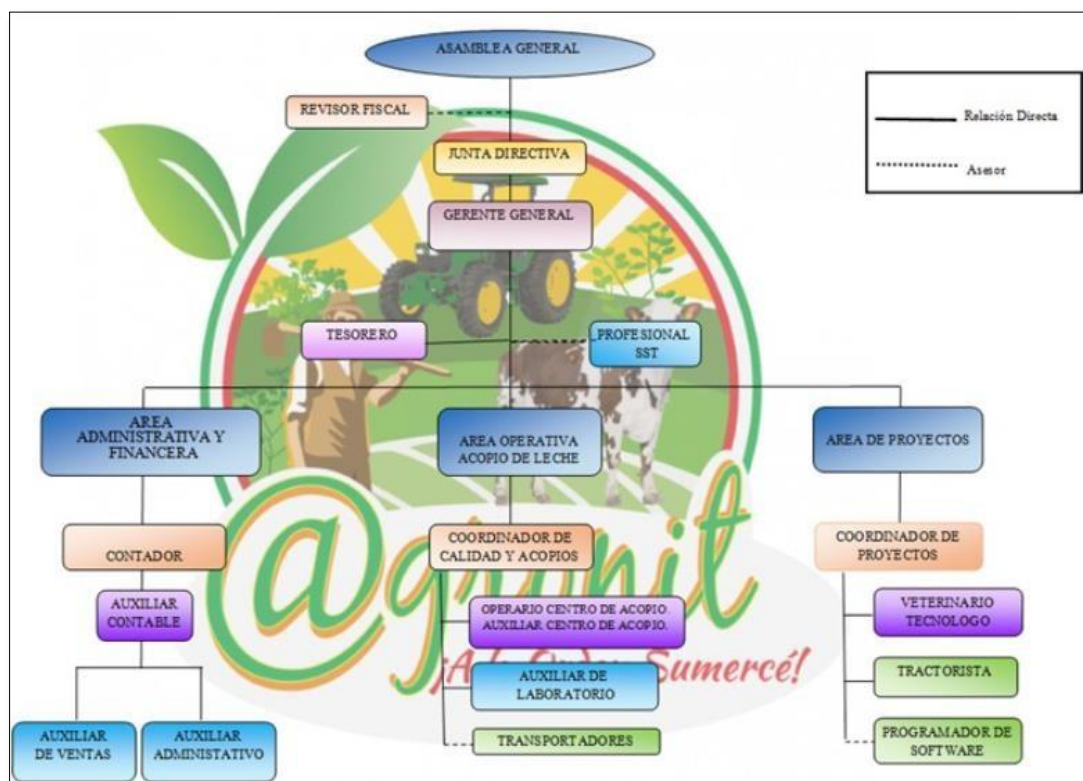 ASAMBLEA GENERAL
REVISOR FISCAL
Relación Directa
Asesor
JUNTA DIRECTIVA
GERENTE GENERAL
TESORERO
PROFESIONAL
SST
AREA
ADMINISTRATIVA Y
FINANCERA
AREA OPERATIVA
ACOPIO DE LECHE
AREA DE PROYECTOS
CONTADOR
COORDINADOR DE
CALIDAD Y ACOPIOS
COORDINADOR DE
PROYECTOS
AUXILIAR
CONTABLE
OPERARIO CENTRO DE ACOPIO.
AUXILIAR CENTRO DE ACOPIO.
VETERINARIO
TECNOLOGO
AUXILIAR DE
LABORATORIO
TRACTORISTA
AUXILIAR
DE VENTAS
AUXILIAR
ADMINISTATIVO
TRANSPORTADORES
PROGRAMADOR DE
SOFTWARE
@gronit
Sumercé!